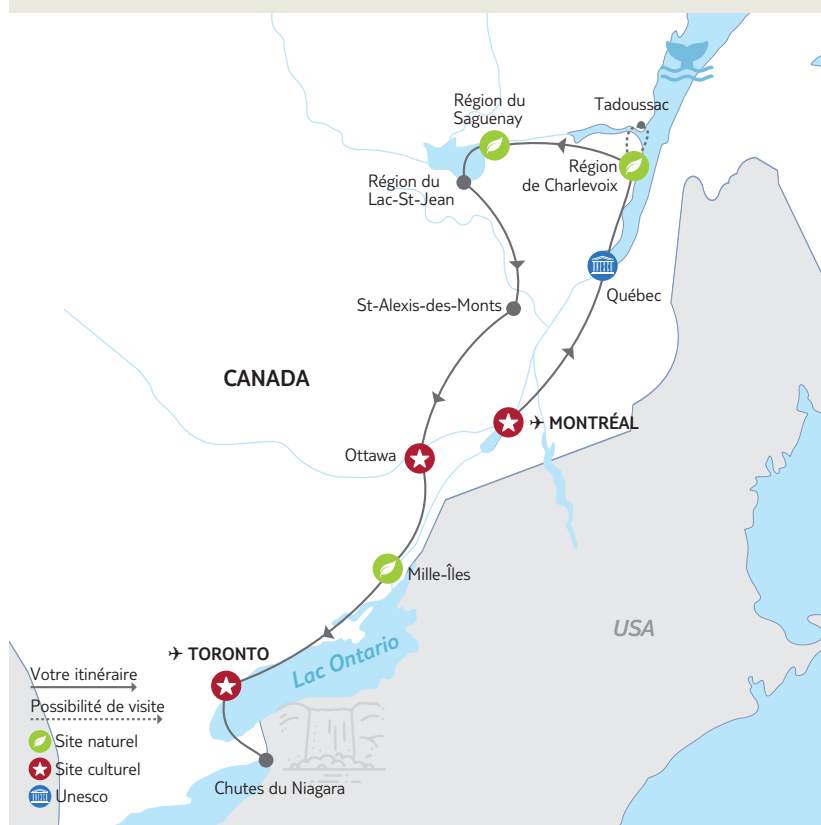 Tadoussac
Région du
Saguenay
Région
de Charlevoix
Région du
Lac-St-Jean
Québec
St-Alexis-des-Monts
CANADA
MONTRÉAL
Ottawa
Mille-Îles
USA
TORONTO
Lac Ontario
Votre itinéraire
Possibilité de visite
Site naturel
Site culturel
Unesco
Chutes du Niagara